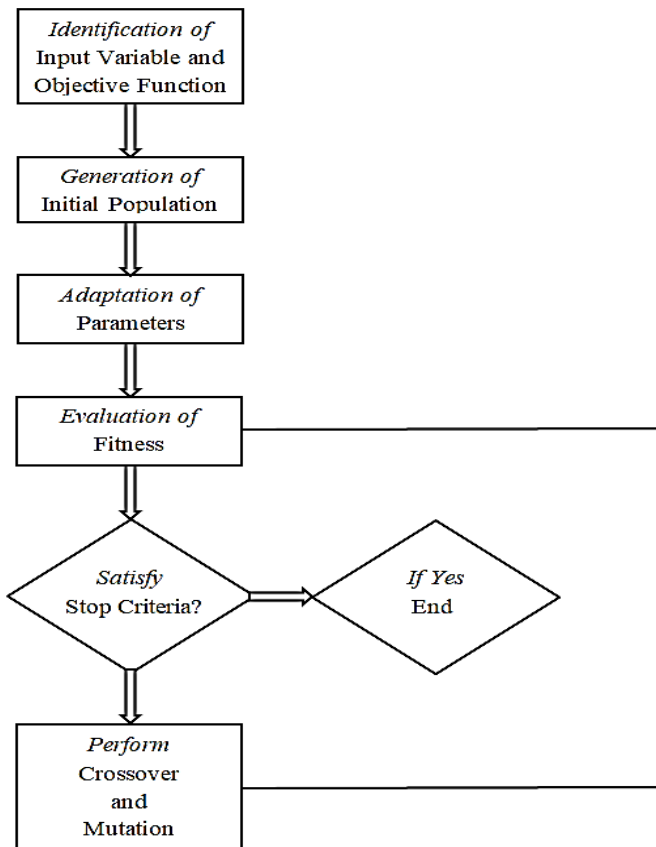 Identification of
Input Variable and
Objective Function
Generation of
Initial Population
Adaptation of
Parameters
Evaluation of
Fitness
Satisfy
Stop Criteria?
If Yes
End
Perform
Crossover
and
Mutation